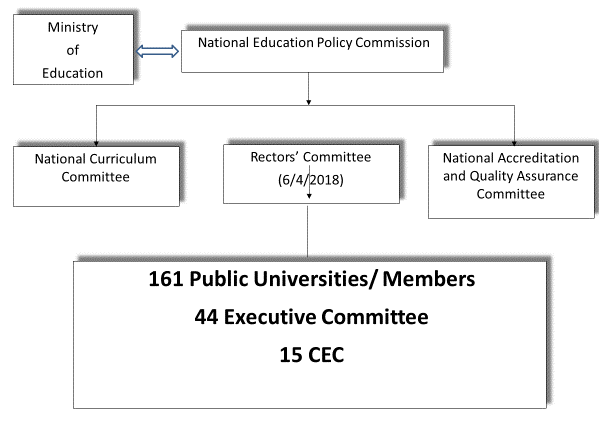 Ministry
of
Education
National Education Policy Commission
National Curriculum
Committee
Rectors’ Committee
(6/4/2018)
National Accreditation
and Quality Assurance
Committee
161 Public Universities/ Members
44 Executive Committee
15 CEC